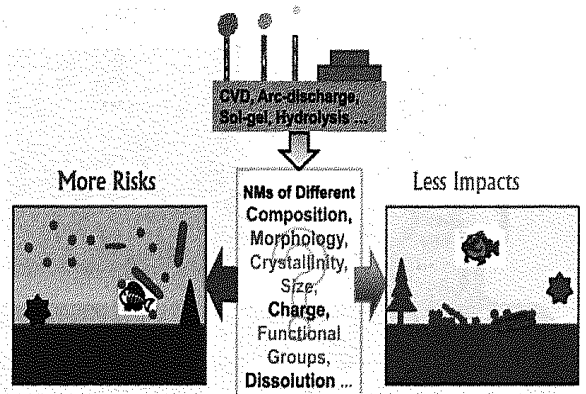 CVD, Arc-discharge,
Sol-gel, Hydrolysis ...
More Risks
NMs of Different
Composition,
Morphology,
Crystallinity,
Size,
Charge,
Functional
Groups,
Dissolution ...
?
Less Impacts